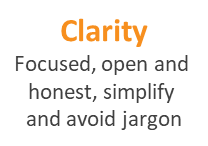 Clarity
Focused, open and
honest, simplify
and avoid jargon